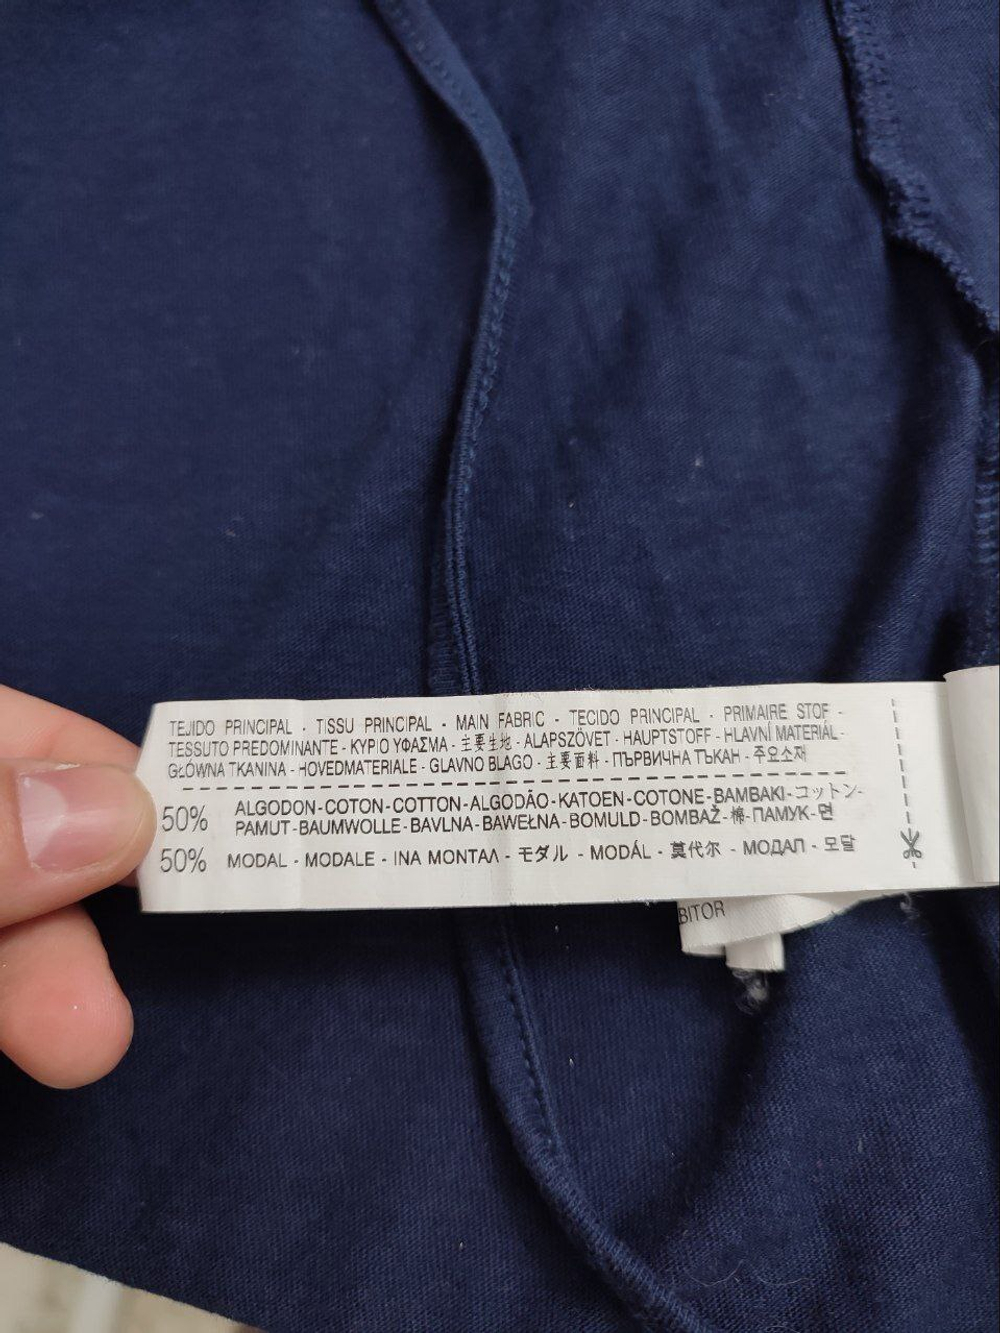 TEJIDO PRINCIPAL - TISSU PRINCIPAL - MAIN FABRIC - TECIDO PRINCIPAL - PRIMAIRE STOF -
TESSUTO PREDOMINANTE - ΚΥΡΙΟ ΥΦΑΣΜΑ - 主要生地 - ALAPSZÖVET - HAUPTSTOFF - HLAVNÍ MATERIÁL -
GŁÓWNA TKANINA - HOVEDMATERIALE - GLAVNO BLAGO - 主要面料 - ПЪРВИЧНА ТЪКАН - 주요소재
50% ALGODON-COTON-COTTON-ALGODÃO-KATOEN-COTONE-BAMBAKI-コットン-
PAMUT-BAUMWOLLE-BAVLNA-BAWEŁNA-BOMULD-BOMBAŽ-棉-ПАМУК-면
50% MODAL - MODALE - ΙΝΑ ΜΟΝΤΑΛ - モダル - MODÁL - 莫代尔 - МОДАЛ - 모달
BITOR